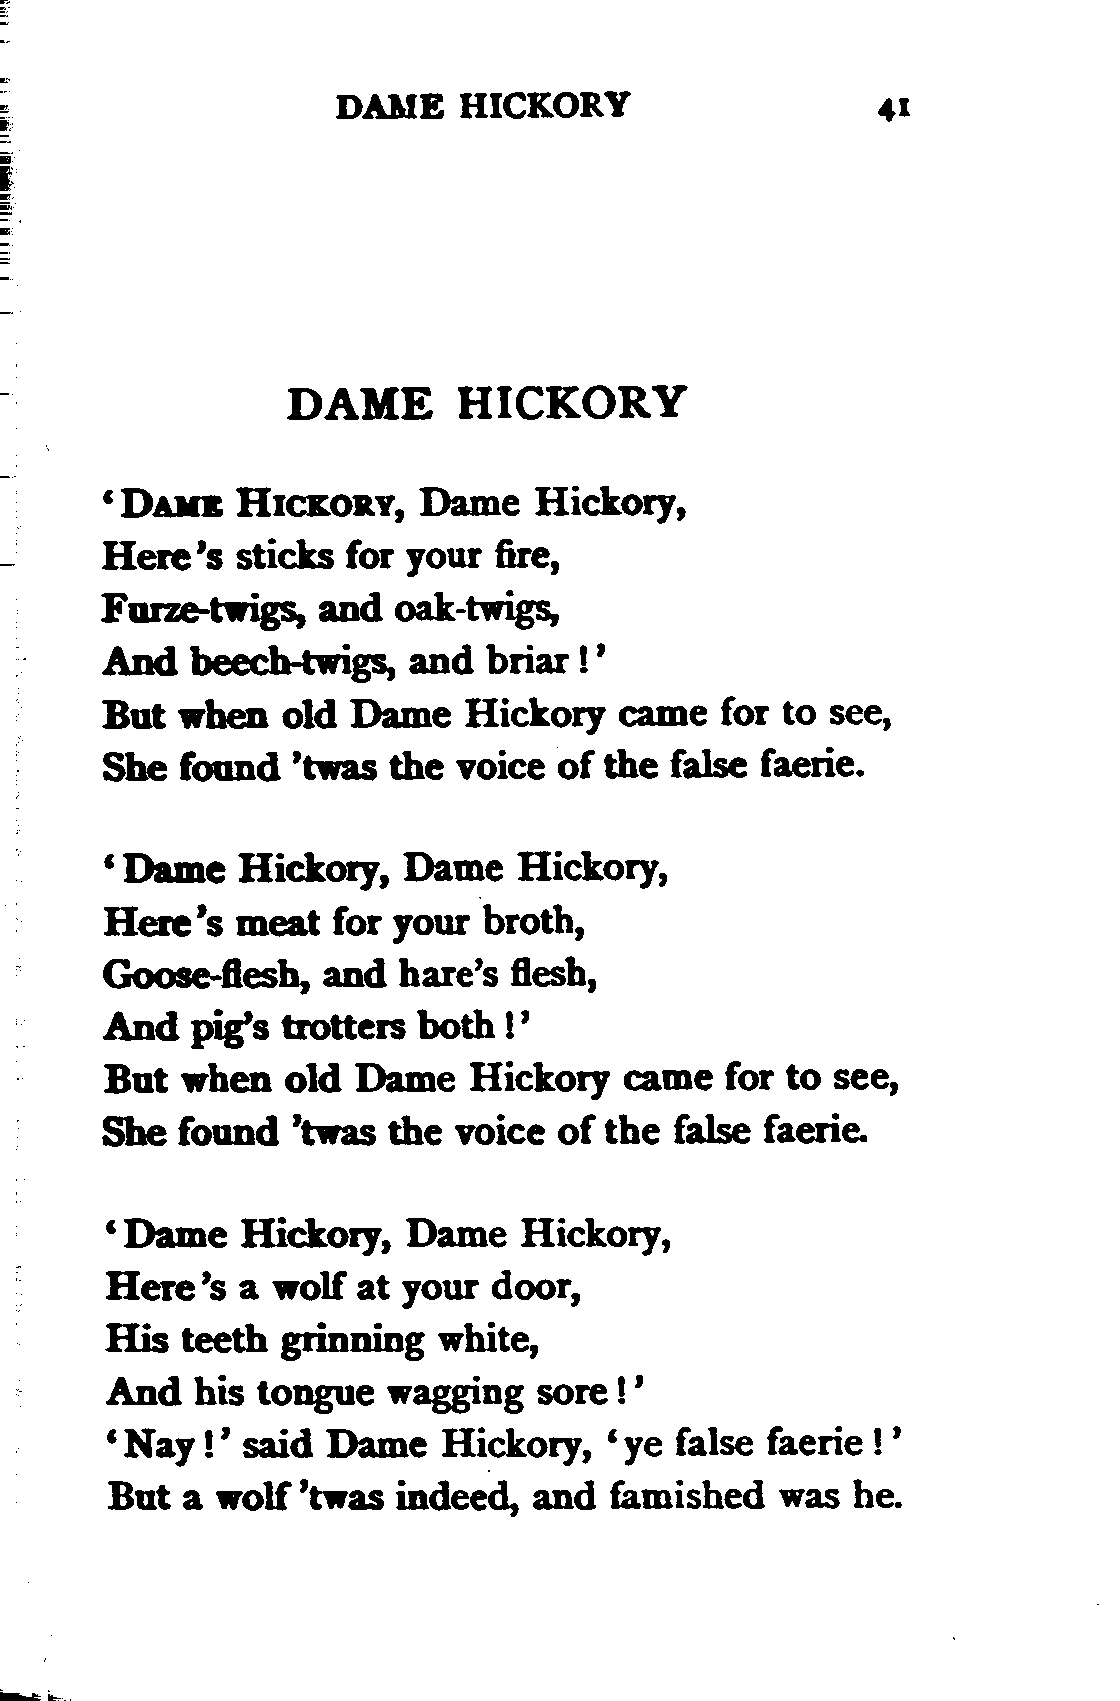 DAME HICKORY 41
DAME HICKORY
‘DAME HICKORY, Dame Hickory,
Here’s sticks for your fire,
Furze-twigs, and oak-twigs,
And beech-twigs, and briar!’
But when old Dame Hickory came for to see,
She found ’twas the voice of the false faerie.
‘Dame Hickory, Dame Hickory,
Here’s meat for your broth,
Goose-flesh, and hare’s flesh,
And pig’s trotters both!’
But when old Dame Hickory came for to see,
She found ’twas the voice of the false faerie.
‘Dame Hickory, Dame Hickory,
Here’s a wolf at your door,
His teeth grinning white,
And his tongue wagging sore!’
‘Nay!’ said Dame Hickory, ‘ye false faerie!’
But a wolf ’twas indeed, and famished was he.